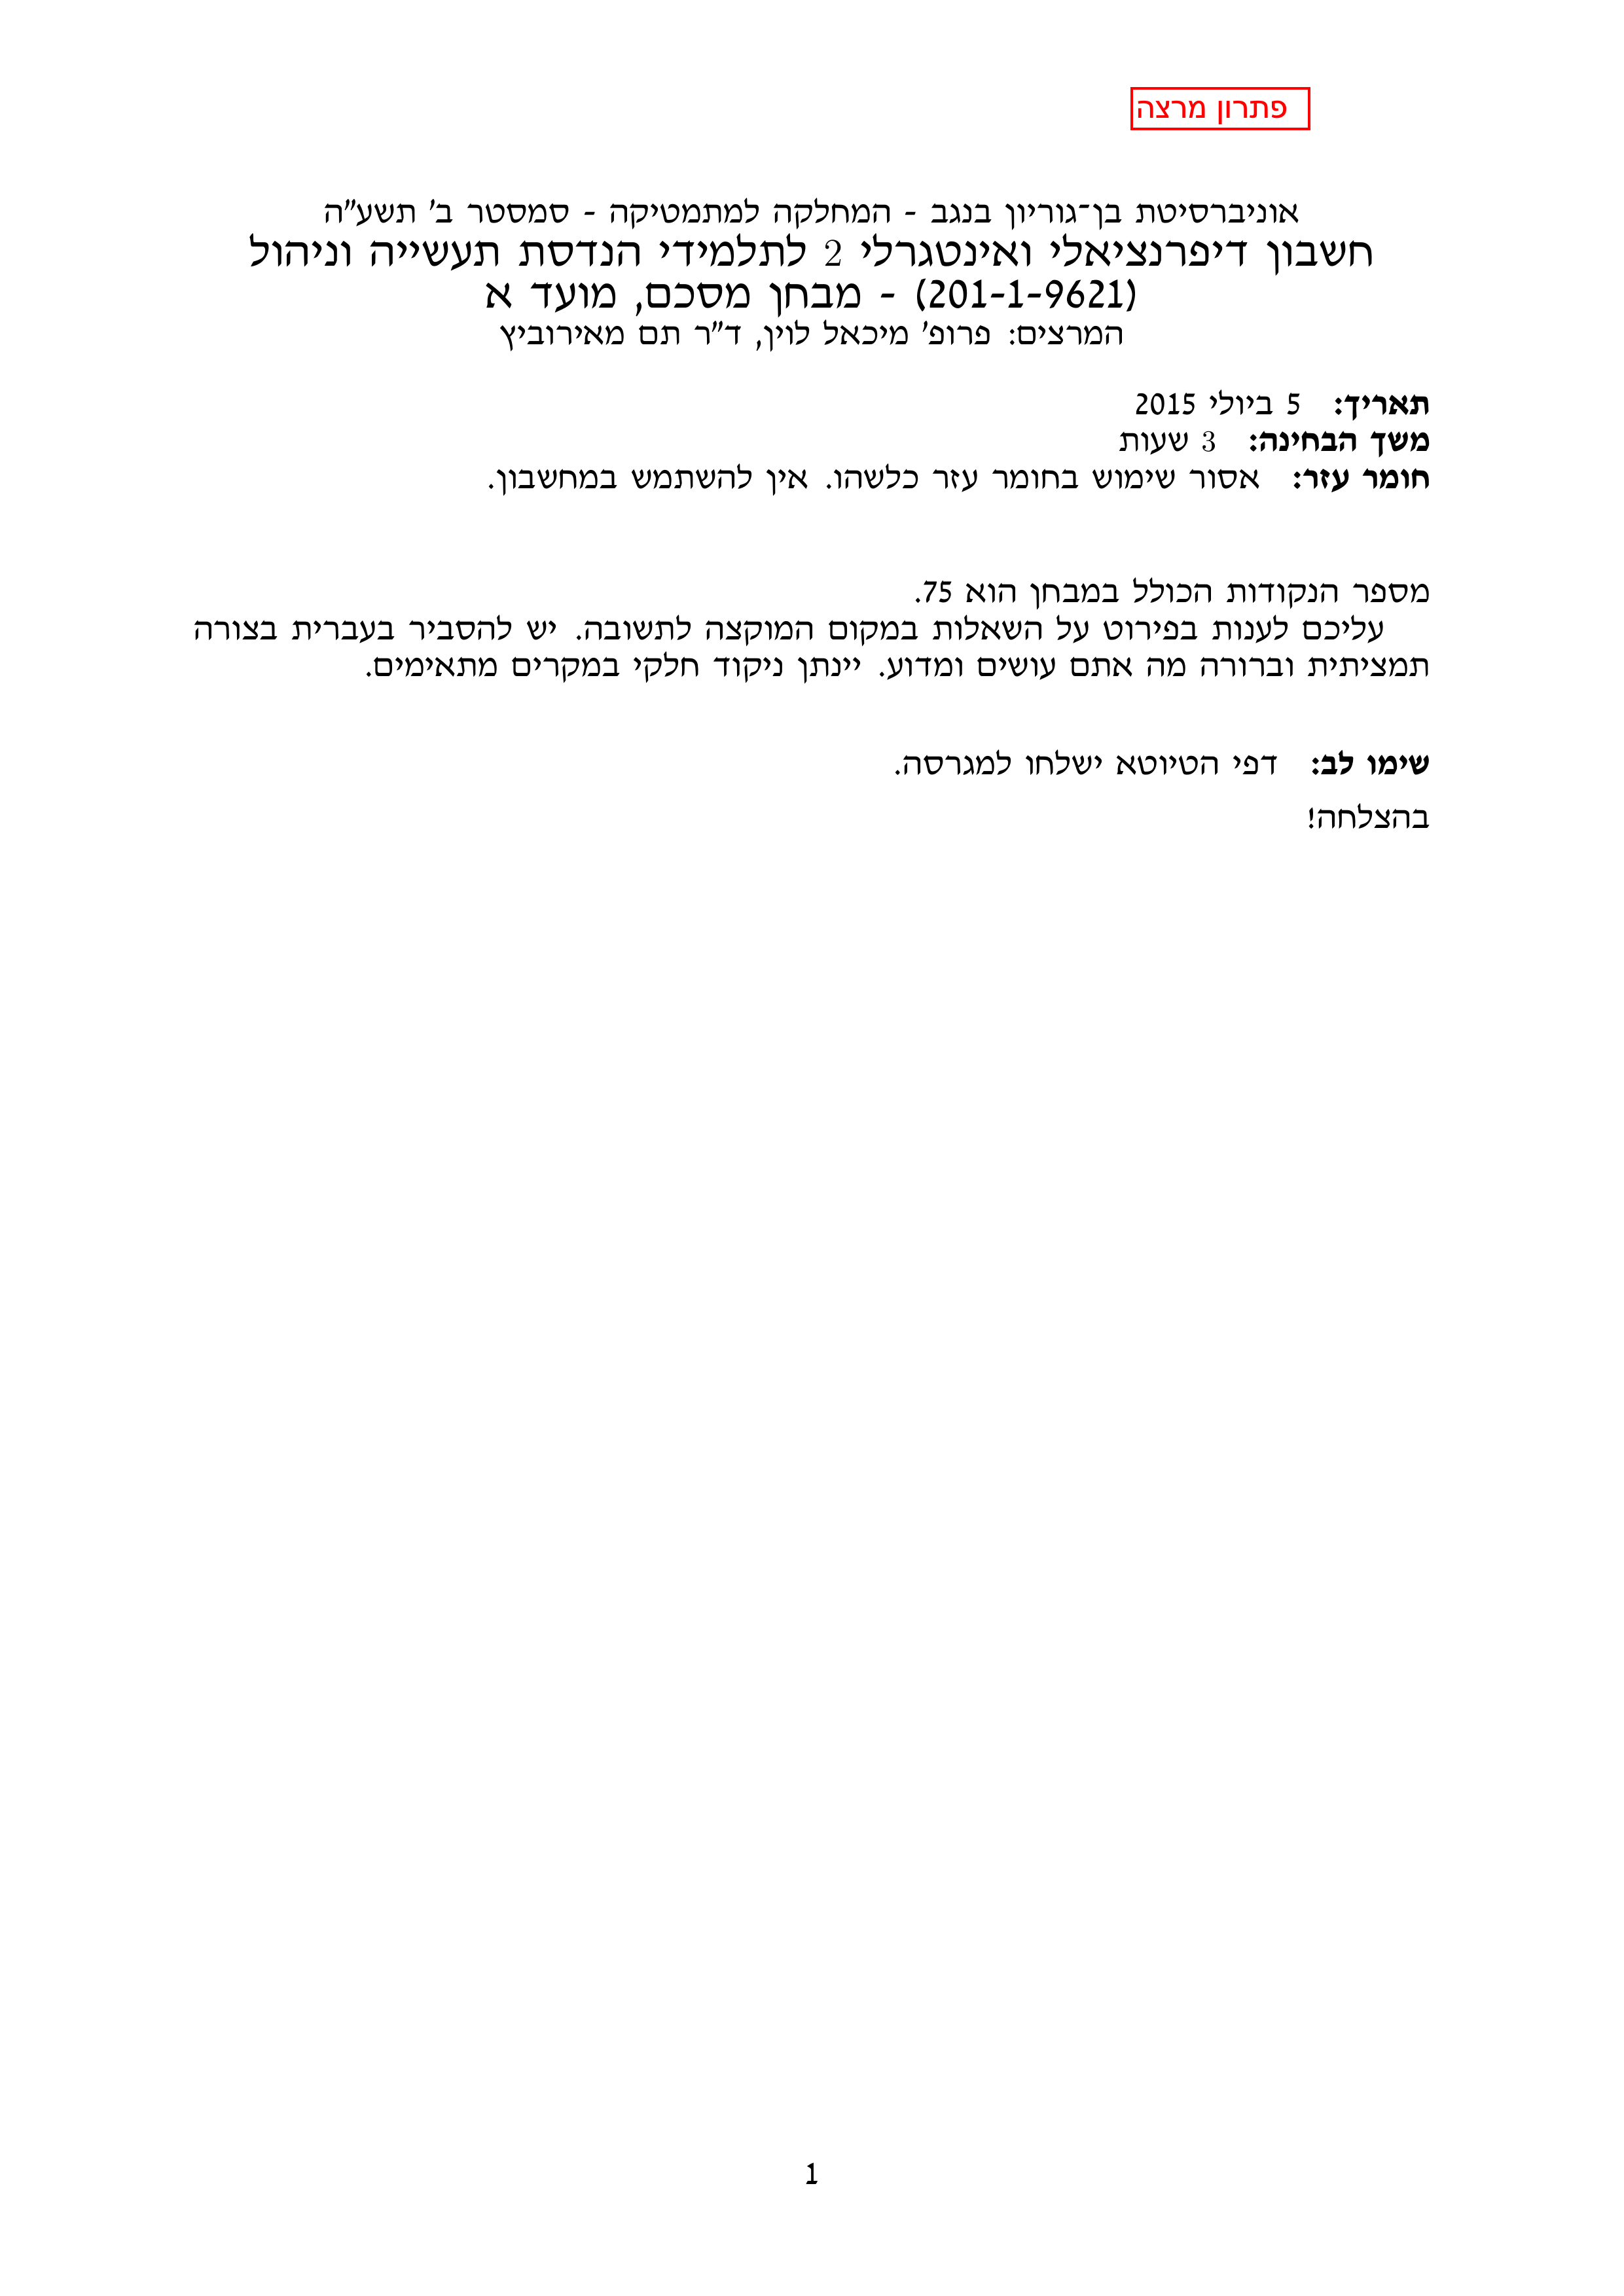 פתרון מרצה
אוניברסיטת בן־גוריון בנגב - המחלקה למתמטיקה - סמסטר ב' תשע"ה
חשבון דיפרנציאלי ואינטגרלי 2 לתלמידי הנדסת תעשייה וניהול
(201-1-9621) - מבחן מסכם, מועד א
המרצים: פרופ' מיכאל לוין, ד"ר תם מאירוביץ
תאריך: 5 ביולי 2015
משך הבחינה: 3 שעות
חומר עזר: אסור שימוש בחומר עזר כלשהו. אין להשתמש במחשבון.
מספר הנקודות הכולל במבחן הוא 75.
עליכם לענות בפירוט על השאלות במקום המוקצה לתשובה. יש להסביר בעברית בצורה
תמציתית וברורה מה אתם עושים ומדוע. יינתן ניקוד חלקי במקרים מתאימים.
שימו לב: דפי הטיוטא ישלחו למגרסה.
בהצלחה!
1